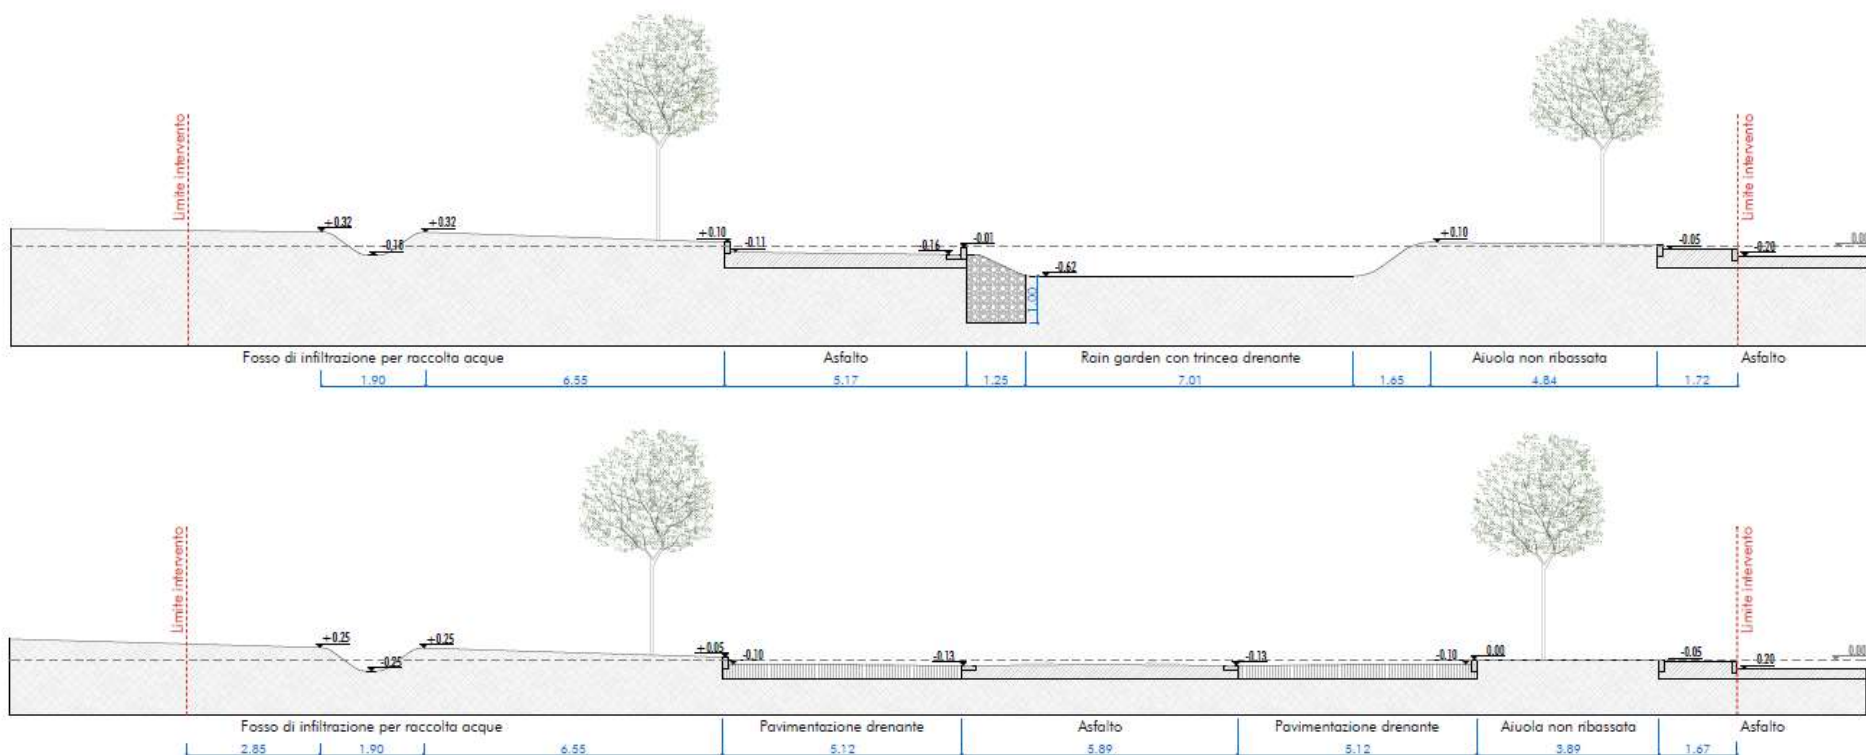 Limite intervento
Limite intervento
+0.32
-0.18
+0.32
+0.10
-0.11
-0.16
-0.01
-0.62
1.00
+0.10
-0.05
-0.20
0.00
Fosso di infiltrazione per raccolta acque
Asfalto
Rain garden con trincea drenante
Aiuola non ribassata
Asfalto
1.90 6.55 5.17 1.25 7.01 1.65 4.84 1.72
Limite intervento
Limite intervento
+0.25
-0.25
+0.25
+0.05
-0.10
-0.13
-0.13
-0.10
0.00
-0.05
-0.20
0.00
Fosso di infiltrazione per raccolta acque
Pavimentazione drenante
Asfalto
Pavimentazione drenante
Aiuola non ribassata
Asfalto
2.85 1.90 6.55 5.12 5.89 5.12 3.89 1.67